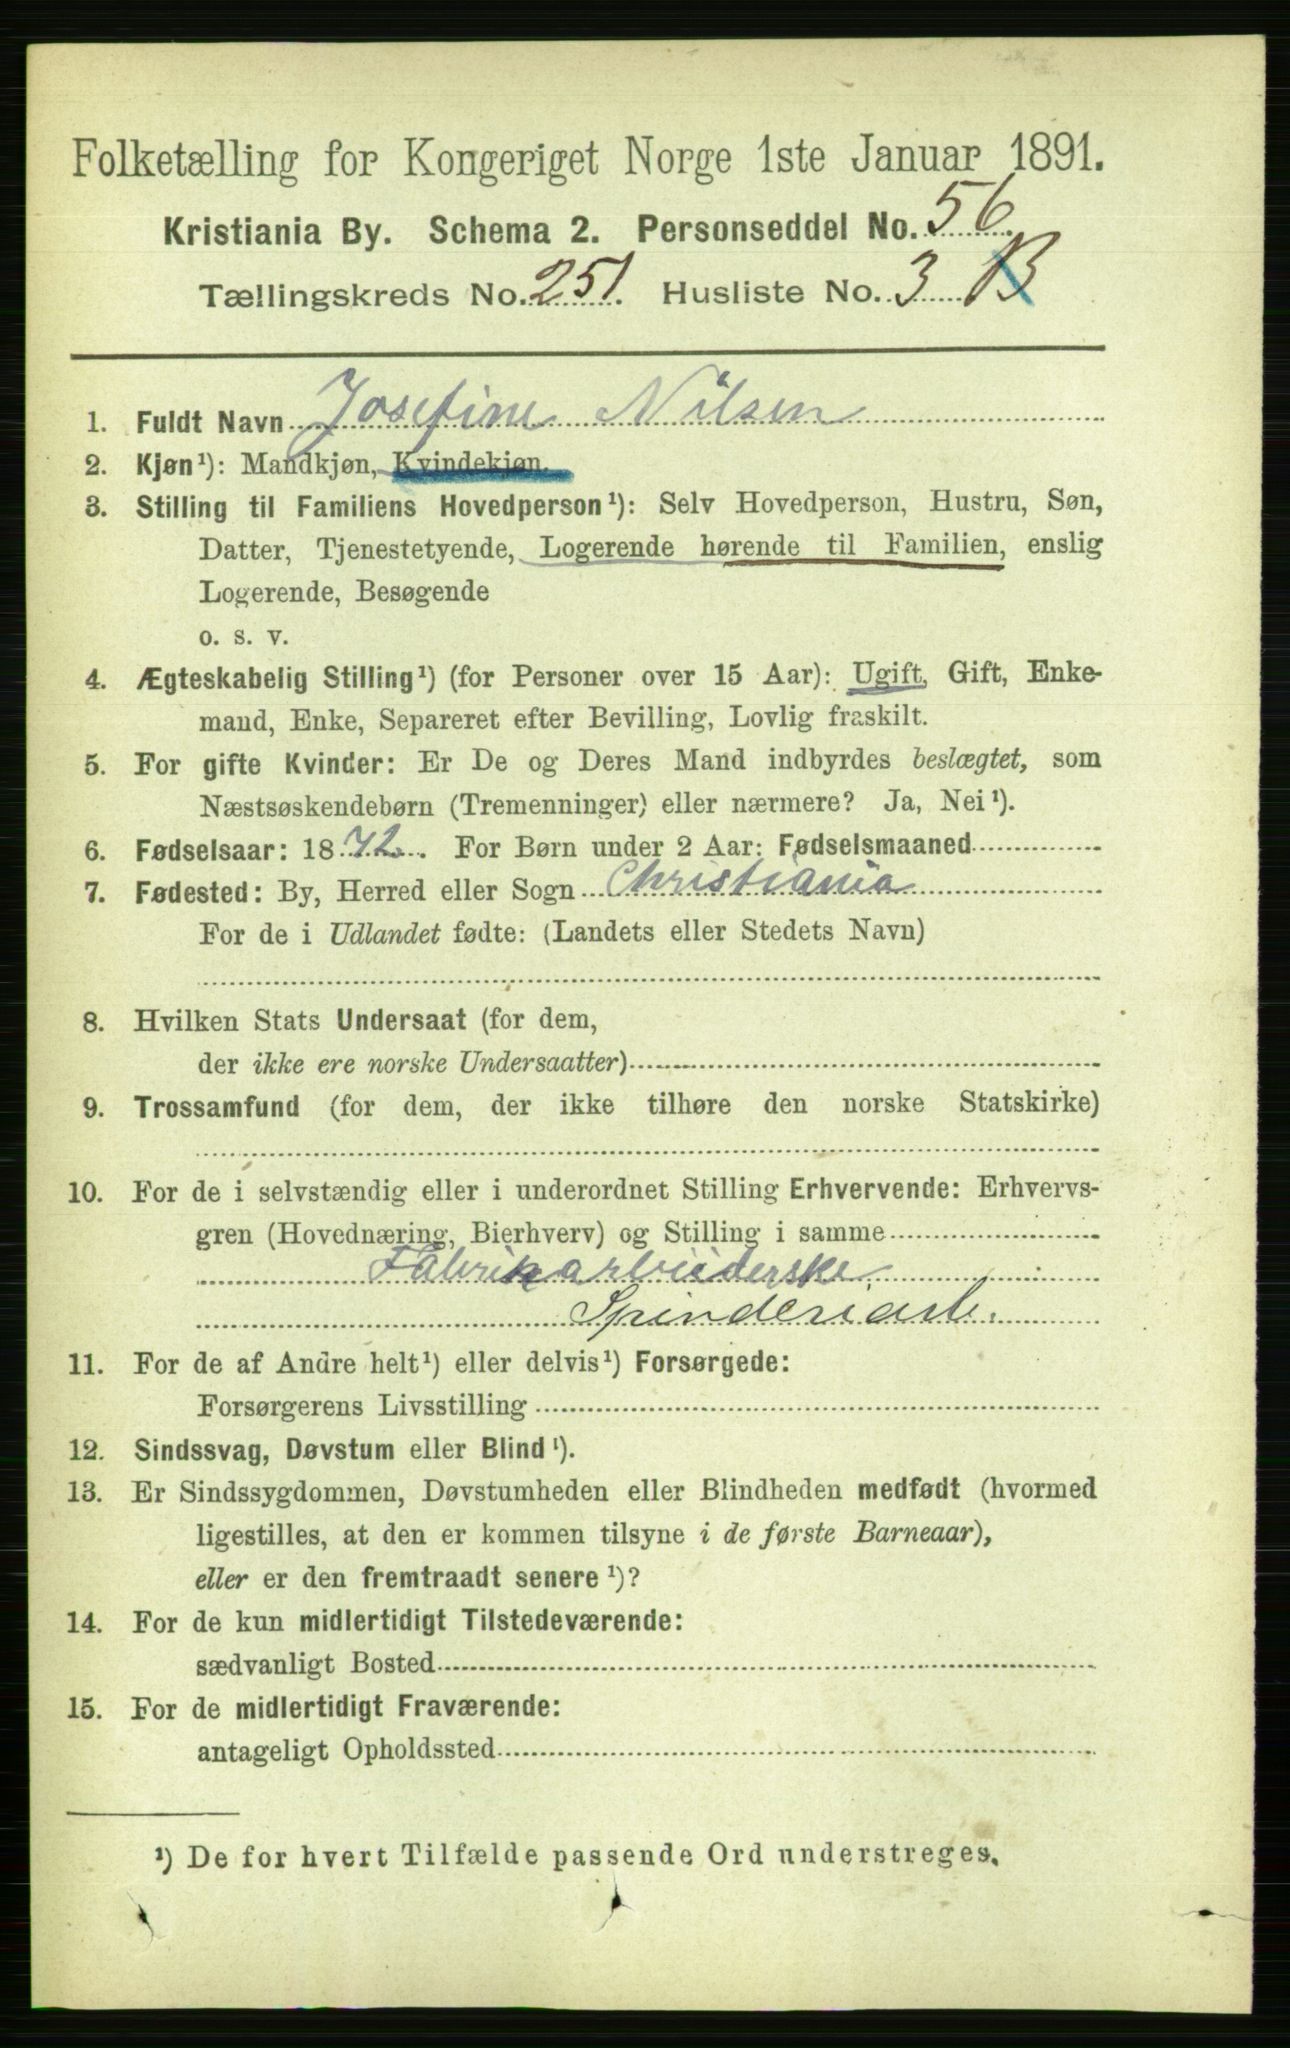 Folketælling for Kongeriget Norge 1ste Januar 1891.
Kristiania By. Schema 2. Personseddel No. 56.
Tællingskreds No. 251. Husliste No. 3 B
1. Fuldt Navn Josefine Nilsen
2. Kjøn¹): Mandkjøn, Kvindekjøn.
3. Stilling til Familiens Hovedperson¹): Selv Hovedperson, Hustru, Søn,
Datter, Tjenestetyende, Logerende hørende til Familien, enslig
Logerende, Besøgende
o. s. v.
4. Ægteskabelig Stilling¹) (for Personer over 15 Aar): Ugift, Gift, Enke-
mand, Enke, Separeret efter Bevilling, Lovlig fraskilt.
5. For gifte Kvinder: Er De og Deres Mand indbyrdes beslægtet, som
Næstsøskendebørn (Tremenninger) eller nærmere? Ja, Nei¹).
6. Fødselsaar: 1872. For Børn under 2 Aar: Fødselsmaaned
7. Fødested: By, Herred eller Sogn Christiania
For de i Udlandet fødte: (Landets eller Stedets Navn)
8. Hvilken Stats Undersaat (for dem,
der ikke ere norske Undersaatter)
9. Trossamfund (for dem, der ikke tilhøre den norske Statskirke)
10. For de i selvstændig eller i underordnet Stilling Erhvervende: Erhvervs-
gren (Hovednæring, Bierhverv) og Stilling i samme
Fabrikarbeiderske
Spinderiarb.
11. For de af Andre helt¹) eller delvis¹) Forsørgede:
Forsørgerens Livsstilling
12. Sindssvag, Døvstum eller Blind¹).
13. Er Sindssygdommen, Døvstumheden eller Blindheden medfødt (hvormed
ligestilles, at den er kommen tilsyne i de første Barneaar),
eller er den fremtraadt senere¹)?
14. For de kun midlertidigt Tilstedeværende:
sædvanligt Bosted
15. For de midlertidigt Fraværende:
antageligt Opholdssted
¹) De for hvert Tilfælde passende Ord understreges.